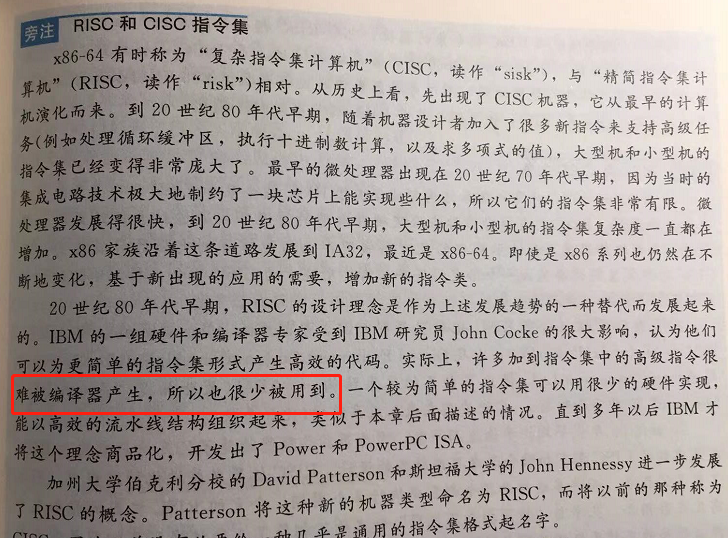 旁注 RISC 和 CISC 指令集
x86-64 有时称为“复杂指令集计算机”(CISC，读作“sisk”)，与“精简指令集计
算机”(RISC，读作“risk”)相对。从历史上看，先出现了 CISC 机器，它从最早的计算
机演化而来。到 20 世纪 80 年代早期，随着机器设计者加入了很多新指令来支持高级任
务(例如处理循环缓冲区，执行十进制数计算，以及求多项式的值)，大型机和小型机的
指令集已经变得非常庞大了。最早的微处理器出现在 20 世纪 70 年代早期，因为当时的
集成电路技术极大地制约了一块芯片上能实现些什么，所以它们的指令集非常有限。微
处理器发展得很快，到 20 世纪 80 年代早期，大型机和小型机的指令集复杂度一直都在
增加。x86 家族沿着这条道路发展到 IA32，最近是 x86-64。即使是 x86 系列也仍然在不
断地变化，基于新出现的应用的需要，增加新的指令类。
20 世纪 80 年代早期，RISC 的设计理念是作为上述发展趋势的一种替代而发展起来
的。IBM 的一组硬件和编译器专家受到 IBM 研究员 John Cocke 的很大影响，认为他们
可以为更简单的指令集形式产生高效的代码。实际上，许多加到指令集中的高级指令很
难被编译器产生，所以也很少被用到。一个较为简单的指令集可以用很少的硬件实现，
能以高效的流水线结构组织起来，类似于本章后面描述的情况。直到多年以后 IBM 才
将这个理念商品化，开发出了 Power 和 PowerPC ISA。
加州大学伯克利分校的 David Patterson 和斯坦福大学的 John Hennessy 进一步发展
了 RISC 的概念。Patterson 将这种新的机器类型命名为 RISC，而将以前的那种称为
种几乎是通用的指令集格式起名字。